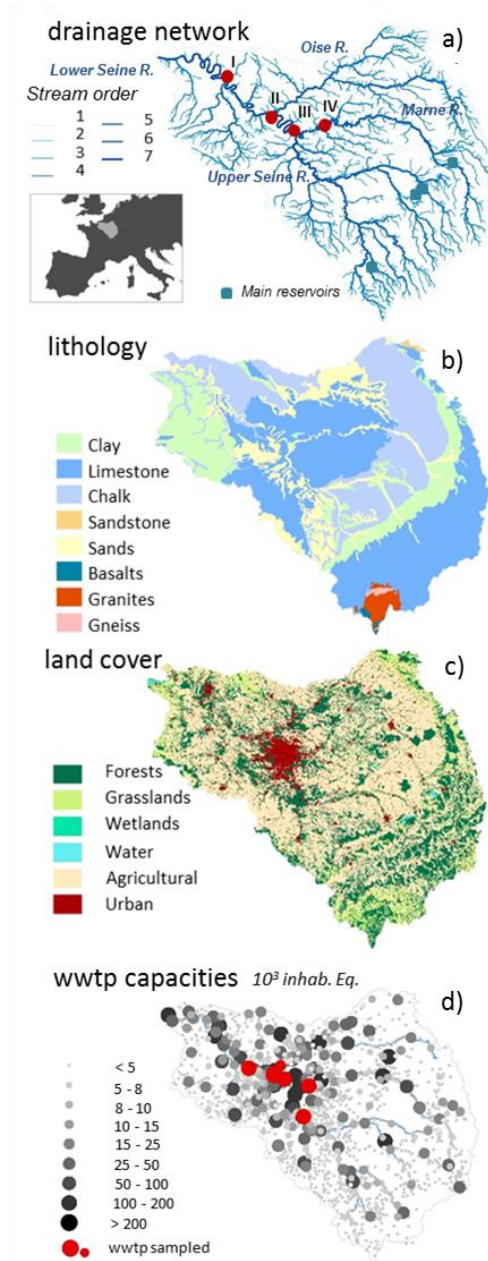 drainage network
a)
Lower Seine R.
Oise R.
Stream order
1 5
2 6
3 7
4
I
II
III
IV
Marne R.
Upper Seine R.
Main reservoirs
lithology
b)
Clay
Limestone
Chalk
Sandstone
Sands
Basalts
Granites
Gneiss
land cover
c)
Forests
Grasslands
Wetlands
Water
Agricultural
Urban
wwtp capacities 10³ inhab. Eq.
d)
< 5
5 - 8
8 - 10
10 - 15
15 - 25
25 - 50
50 - 100
100 - 200
> 200
wwtp sampled